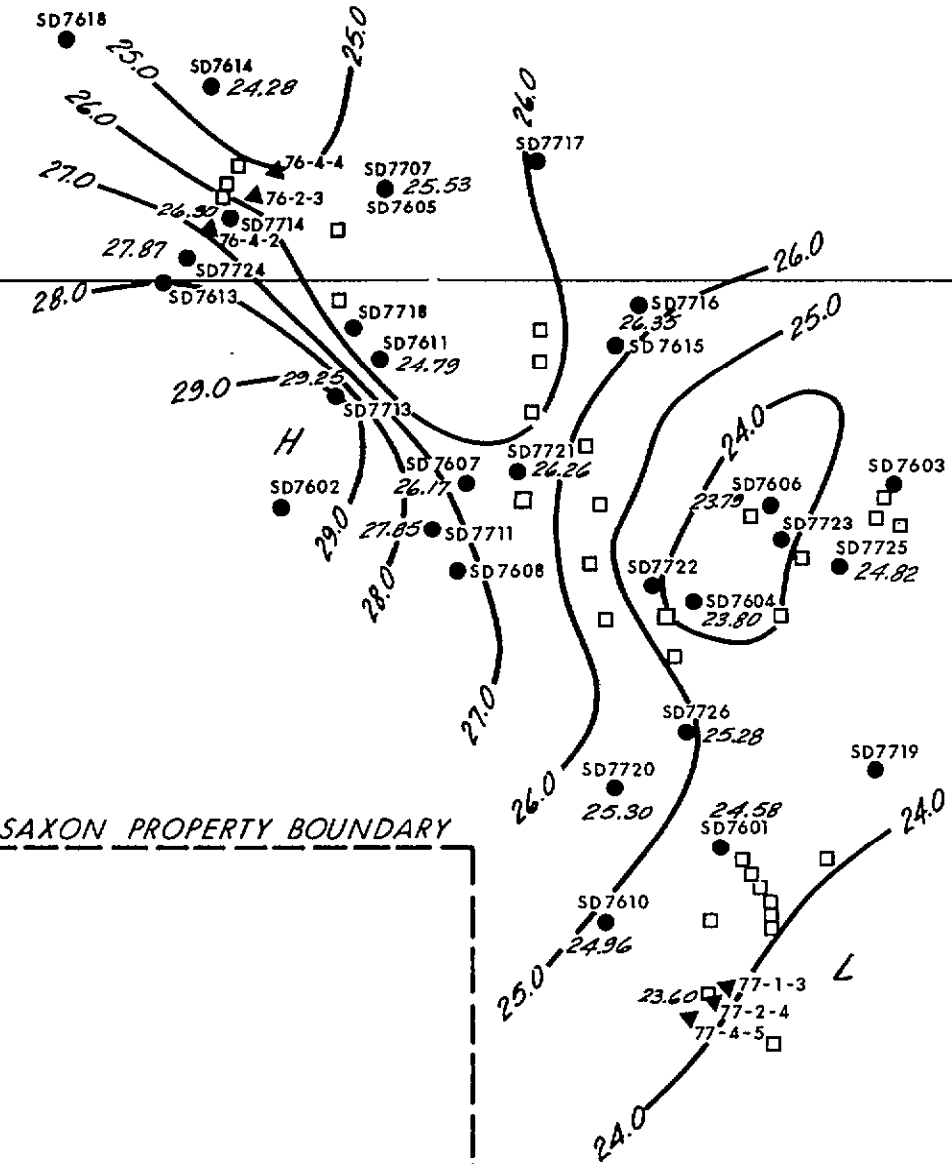 SD7618
25.0
25.0
SD7614
24.28
26.0
26.0
76-4-4
SD7717
SD7707
25.53
SD7605
27.0
76-2-3
26.30
SD7714
76-4-2
27.87
SD7724
26.0
28.0
SD7613
SD7716
26.35
25.0
SD7718
SD7615
SD7611
24.79
29.0
29.25
SD7713
24.0
H
SD7607
SD7721
26.26
SD7603
26.17
SD7606
23.79
SD7602
29.0
27.85
SD7711
SD7723
SD7725
24.82
28.0
SD7608
SD7722
SD7604
23.80
27.0
SD7726
25.28
SD7719
26.0
SD7720
25.30
24.0
24.58
SAXON PROPERTY BOUNDARY
SD7601
SD7610
24.96
25.0
L
77-1-3
23.60
77-2-4
77-4-5
24.0